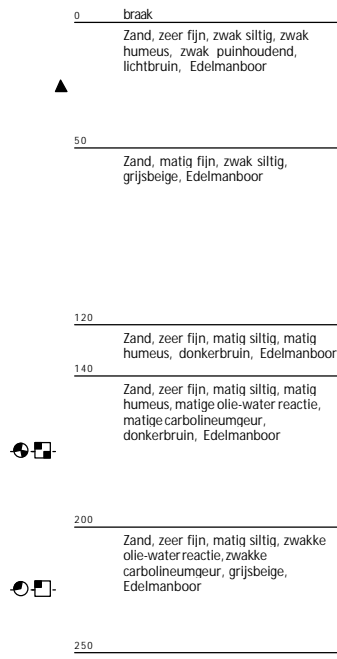 0 braak
Zand, zeer fijn, zwak siltig, zwak
humeus, zwak puinhoudend,
lichtbruin, Edelmanboor
50
Zand, matig fijn, zwak siltig,
grijsbeige, Edelmanboor
120
Zand, zeer fijn, matig siltig, matig
humeus, donkerbruin, Edelmanboor
140
Zand, zeer fijn, matig siltig, matig
humeus, matige olie-water reactie,
matige carbolineumgeur,
donkerbruin, Edelmanboor
200
Zand, zeer fijn, matig siltig, zwakke
olie-water reactie, zwakke
carbolineumgeur, grijsbeige,
Edelmanboor
250